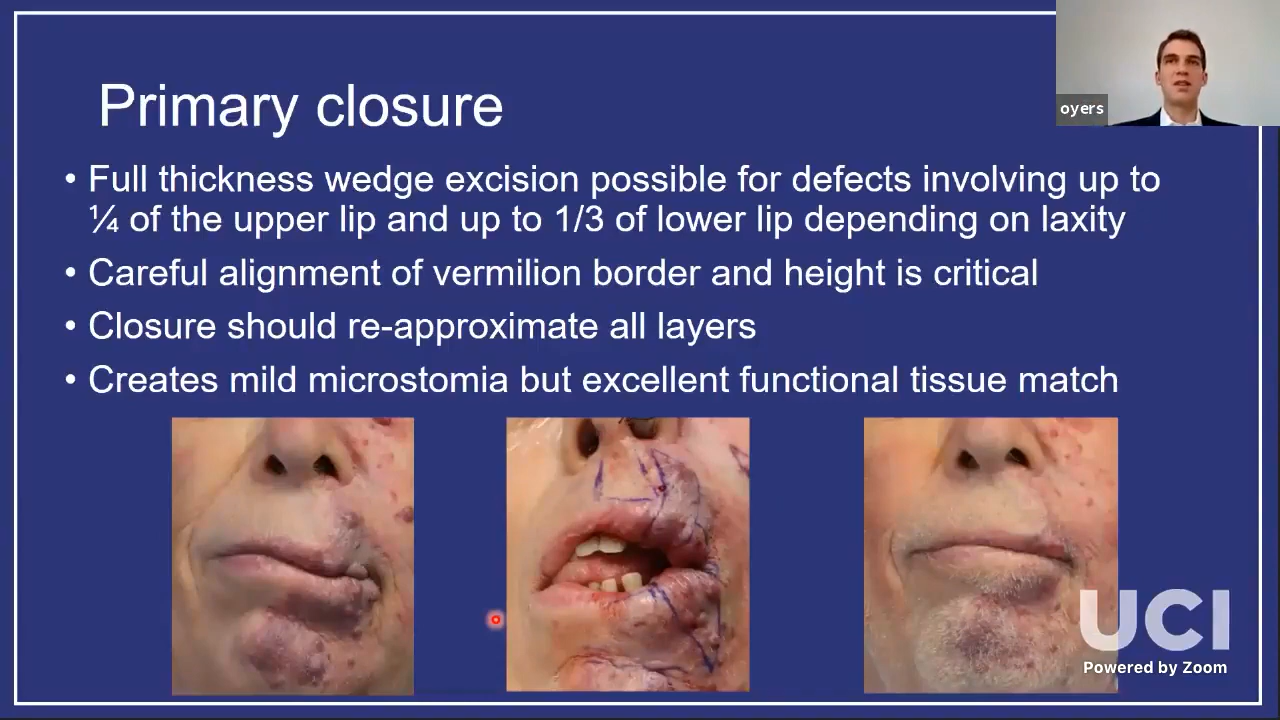 oyers
Primary closure
• Full thickness wedge excision possible for defects involving up to
¼ of the upper lip and up to 1/3 of lower lip depending on laxity
• Careful alignment of vermilion border and height is critical
• Closure should re-approximate all layers
• Creates mild microstomia but excellent functional tissue match
UCI
Powered by Zoom